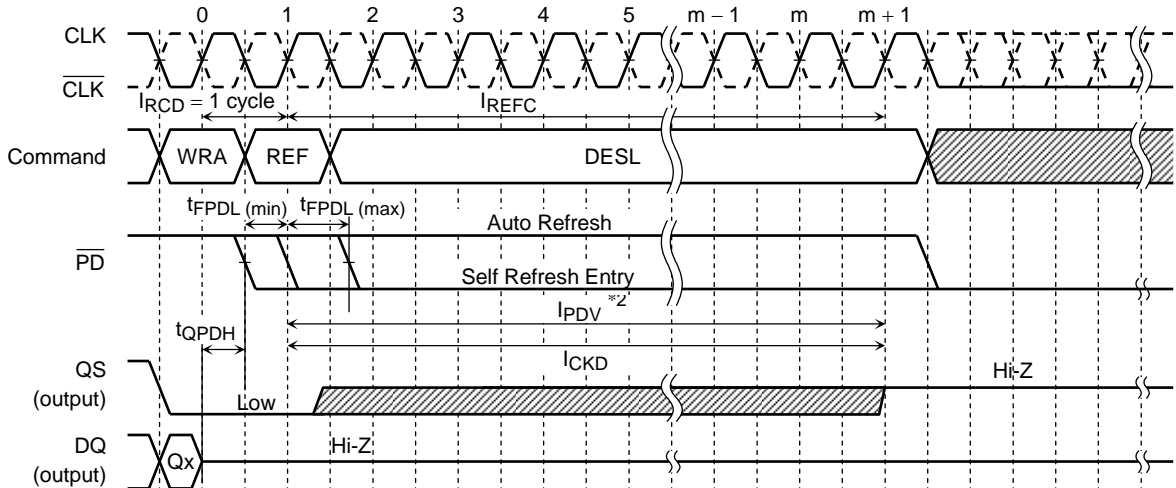 0 1 2 3 4 5 m − 1 m m + 1
CLK
CLK
IRCD = 1 cycle IREFC
Command WRA REF DESL
tFPDL (min) tFPDL (max)
Auto Refresh
PD
Self Refresh Entry
IPDV *2
tQPDH
ICKD
QS
(output)
Low
Hi-Z
DQ
(output)
Qx
Hi-Z